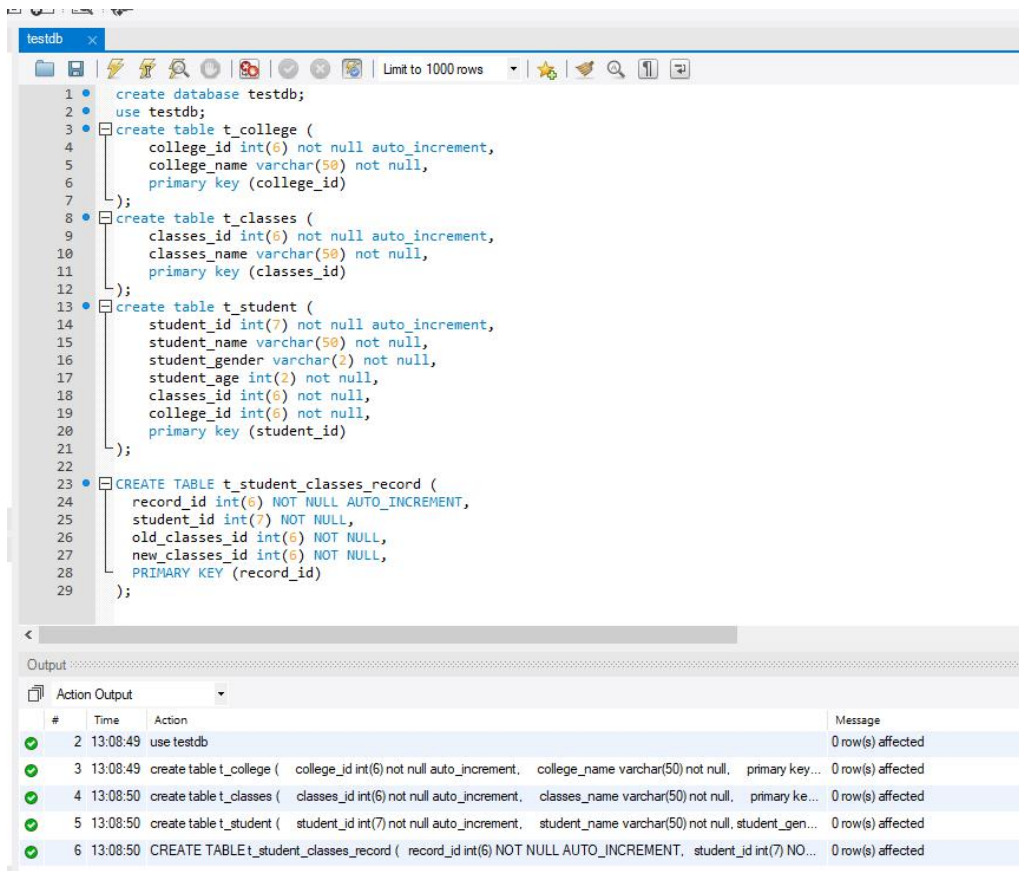 testdb
Limit to 1000 rows
1 create database testdb;
2 use testdb;
3 create table t_college (
4 college_id int(6) not null auto_increment,
5 college_name varchar(50) not null,
6 primary key (college_id)
7 );
8 create table t_classes (
9 classes_id int(6) not null auto_increment,
10 classes_name varchar(50) not null,
11 primary key (classes_id)
12 );
13 create table t_student (
14 student_id int(7) not null auto_increment,
15 student_name varchar(50) not null,
16 student_gender varchar(2) not null,
17 student_age int(2) not null,
18 classes_id int(6) not null,
19 college_id int(6) not null,
20 primary key (student_id)
21 );
22
23 CREATE TABLE t_student_classes_record (
24 record_id int(6) NOT NULL AUTO_INCREMENT,
25 student_id int(7) NOT NULL,
26 old_classes_id int(6) NOT NULL,
27 new_classes_id int(6) NOT NULL,
28 PRIMARY KEY (record_id)
29 );
Output
Action Output
# Time Action Message
2 13:08:49 use testdb 0 row(s) affected
3 13:08:49 create table t_college ( college_id int(6) not null auto_increment, college_name varchar(50) not null, primary key... 0 row(s) affected
4 13:08:50 create table t_classes ( classes_id int(6) not null auto_increment, classes_name varchar(50) not null, primary ke... 0 row(s) affected
5 13:08:50 create table t_student ( student_id int(7) not null auto_increment, student_name varchar(50) not null, student_gen... 0 row(s) affected
6 13:08:50 CREATE TABLE t_student_classes_record ( record_id int(6) NOT NULL AUTO_INCREMENT, student_id int(7) NO... 0 row(s) affected